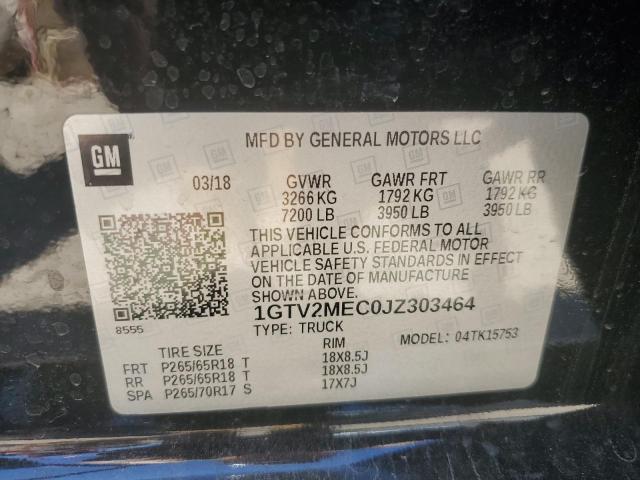 GM
MFD BY GENERAL MOTORS LLC
03/18 GVWR GAWR FRT GAWR RR
3266 KG 1792 KG 1792 KG
7200 LB 3950 LB 3950 LB
THIS VEHICLE CONFORMS TO ALL
APPLICABLE U.S. FEDERAL MOTOR
VEHICLE SAFETY STANDARDS IN EFFECT
ON THE DATE OF MANUFACTURE
SHOWN ABOVE.
8555
1GTV2MEC0JZ303464
TYPE: TRUCK MODEL: 04TK15753
TIRE SIZE RIM
FRT P265/65R18 T 18X8.5J
RR P265/65R18 T 18X8.5J
SPA P265/70R17 S 17X7J